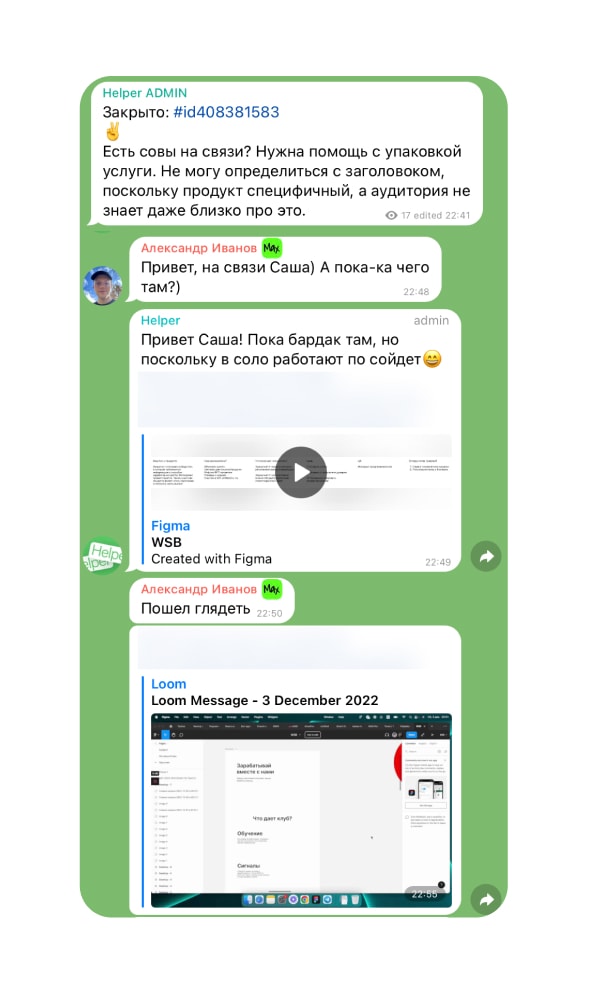 Helper ADMIN
Закрыто: #id408381583
✌️
Есть совы на связи? Нужна помощь с упаковкой
услуги. Не могу определиться с заголовоком,
поскольку продукт специфичный, а аудитория не
знает даже близко про это.
17 edited 22:41
Александр Иванов Max
Привет, на связи Саша) А пока-ка чего
там?)
22:48
Helper admin
Привет Саша! Пока бардак там, но
поскольку в соло работают по сойдет😄
Figma
WSB
Created with Figma
22:49
Helpe
Александр Иванов Max
Пошел глядеть 22:50
Loom
Loom Message - 3 December 2022
Зарабатывай
вместе с нами
Что дает клуб?
Обучение
Сигналы
22:55